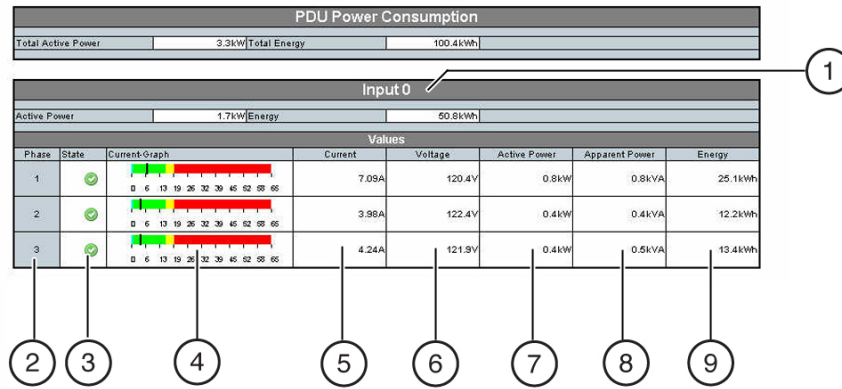 PDU Power Consumption
Total Active Power 3.3kW Total Energy 100.4kWh
Input 0
1
Active Power 1.7kW Energy 50.8kWh
Values
Phase State Current-Graph Current Voltage Active Power Apparent Power Energy
1 7.09A 120.4V 0.8kW 0.8kVA 25.1kWh
0 6 13 19 26 32 39 45 52 58 65
2 3.98A 122.4V 0.4kW 0.4kVA 12.2kWh
0 6 13 19 26 32 39 45 52 58 65
3 4.24A 121.9V 0.4kW 0.5kVA 13.4kWh
0 6 13 19 26 32 39 45 52 58 65
2 3 4 5 6 7 8 9